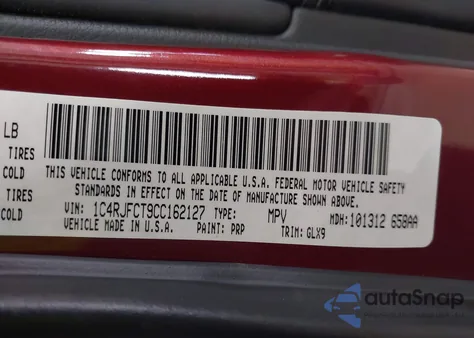 LB
TIRES
COLD
TIRES
COLD
THIS VEHICLE CONFORMS TO ALL APPLICABLE U.S.A. FEDERAL MOTOR VEHICLE SAFETY
STANDARDS IN EFFECT ON THE DATE OF MANUFACTURE SHOWN ABOVE.
VIN: 1C4RJFCT9CC162127 TYPE: MPV MDH: 101312 658AA
VEHICLE MADE IN U.S.A. PAINT: PRP TRIM: GLX9
autoSnap